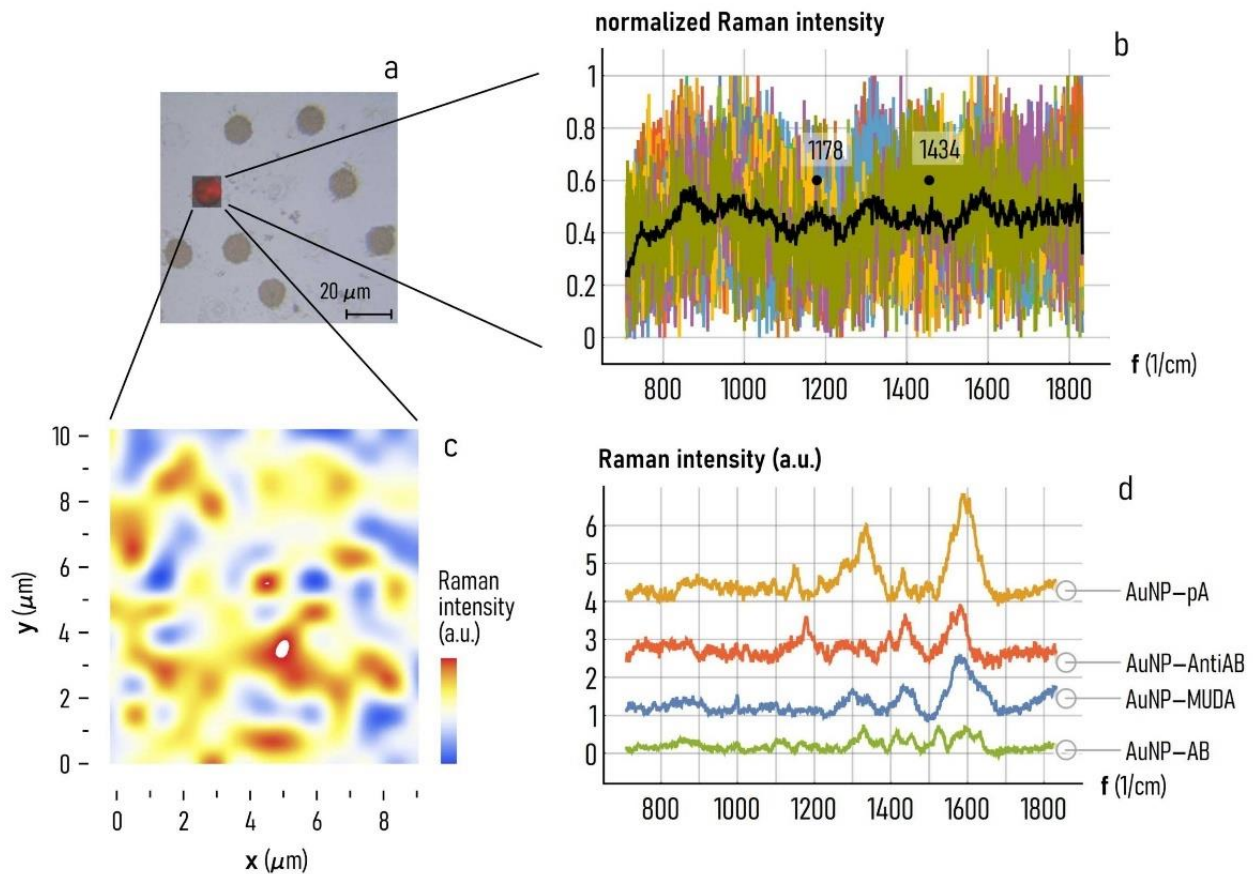 a
20 μm
normalized Raman intensity
b
1
0.8
0.6
0.4
0.2
0
1178
1434
800 1000 1200 1400 1600 1800
f (1/cm)
c
10
8
6
4
2
0
y (μm)
0 2 4 6 8
x (μm)
Raman
intensity
(a.u.)
Raman intensity (a.u.)
d
6
5
4
3
2
1
0
AuNP–pA
AuNP–AntiAB
AuNP–MUDA
AuNP–AB
800 1000 1200 1400 1600 1800
f (1/cm)